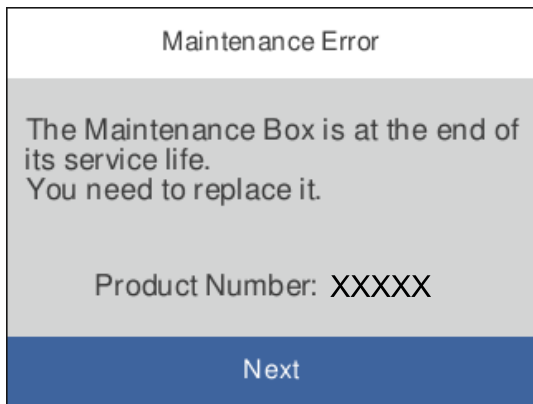 Maintenance Error
The Maintenance Box is at the end of
its service life.
You need to replace it.
Product Number: XXXXX
Next